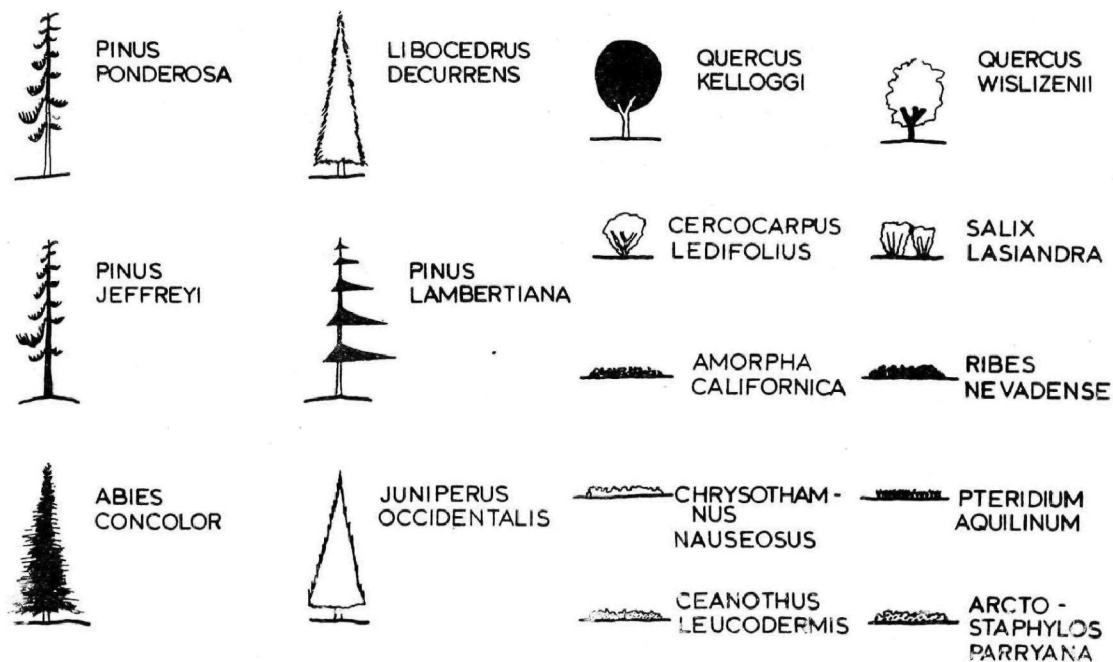 PINUS
PONDEROSA
LIBOCEDRUS
DECURRENS
QUERCUS
KELLOGGI
QUERCUS
WISLIZENII
PINUS
JEFFREYI
PINUS
LAMBERTIANA
CERCOCARPUS
LEDIFOLIUS
SALIX
LASIANDRA
AMORPHA
CALIFORNICA
RIBES
NEVADENSE
ABIES
CONCOLOR
JUNIPERUS
OCCIDENTALIS
CHRYSOTHAM-
NUS
NAUSEOSUS
PTERIDIUM
AQUILINUM
CEANOTHUS
LEUCODERMIS
ARCTO-
STAPHYLOS
PARRYANA